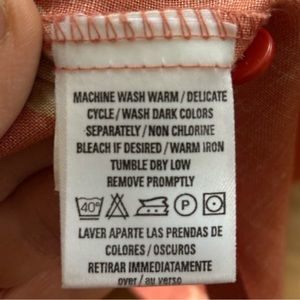 MACHINE WASH WARM / DELICATE
CYCLE / WASH DARK COLORS
SEPARATELY / NON CHLORINE
BLEACH IF DESIRED / WARM IRON
TUMBLE DRY LOW
REMOVE PROMPTLY
40° P
LAVER APARTE LAS PRENDAS DE
COLORES / OSCUROS
RETIRAR IMMEDIATAMENTE
over / au verso